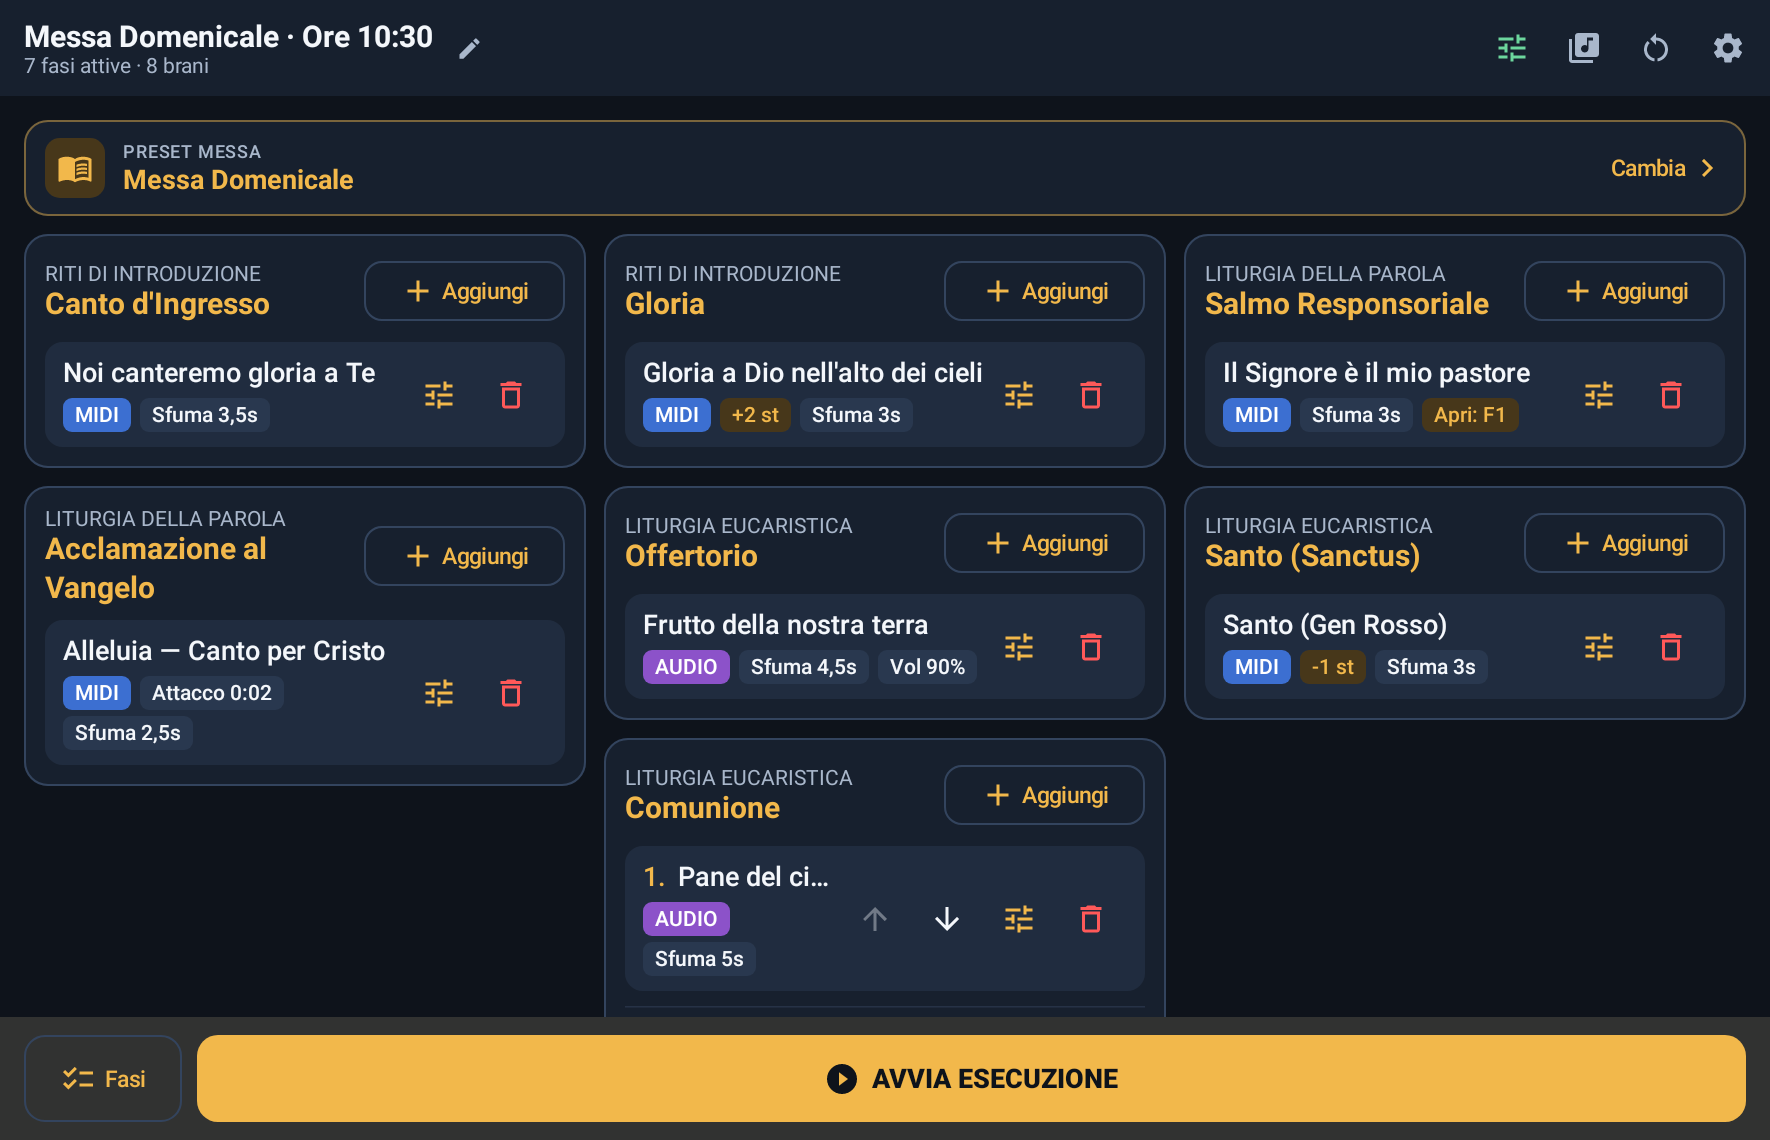 Messa Domenicale · Ore 10:30
7 fasi attive · 8 brani
PRESET MESSA
Messa Domenicale
Cambia
RITI DI INTRODUZIONE
Canto d'Ingresso
Aggiungi
Noi canteremo gloria a Te
MIDI
Sfuma 3,5s
RITI DI INTRODUZIONE
Gloria
Aggiungi
Gloria a Dio nell'alto dei cieli
MIDI
+2 st
Sfuma 3s
LITURGIA DELLA PAROLA
Salmo Responsoriale
Aggiungi
Il Signore è il mio pastore
MIDI
Sfuma 3s
Apri: F1
LITURGIA DELLA PAROLA
Acclamazione al
Vangelo
Aggiungi
Alleluia — Canto per Cristo
MIDI
Attacco 0:02
Sfuma 2,5s
LITURGIA EUCARISTICA
Offertorio
Aggiungi
Frutto della nostra terra
AUDIO
Sfuma 4,5s
Vol 90%
LITURGIA EUCARISTICA
Santo (Sanctus)
Aggiungi
Santo (Gen Rosso)
MIDI
-1 st
Sfuma 3s
LITURGIA EUCARISTICA
Comunione
Aggiungi
1. Pane del ci...
AUDIO
Sfuma 5s
Fasi
AVVIA ESECUZIONE